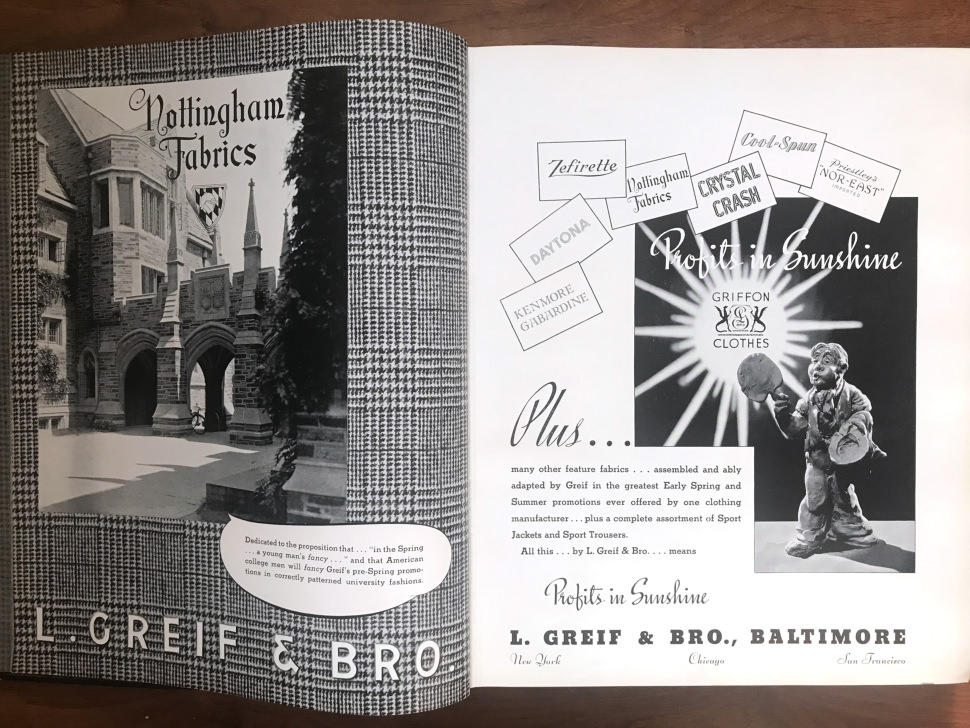 Nottingham
Fabrics
Dedicated to the proposition that . . . "in the Spring
. . . a young man's fancy . . . " and that American
college men will fancy Greif's pre-Spring promo-
tions in correctly patterned university fashions.
L. GREIF & BRO.
Zefirette
Nottingham
Fabrics
CRYSTAL
CRASH
Cool-Spun
Priestley's
"NOR-EAST"
IMPORTED
DAYTONA
KENMORE
GABARDINE
Profits in Sunshine
GRIFFON
G
CLOTHES
Plus...
many other feature fabrics . . . assembled and ably
adapted by Greif in the greatest Early Spring and
Summer promotions ever offered by one clothing
manufacturer . . . plus a complete assortment of Sport
Jackets and Sport Trousers.
All this . . . by L. Greif & Bro. . . . means
Profits in Sunshine
L. GREIF & BRO., BALTIMORE
New York Chicago San Francisco